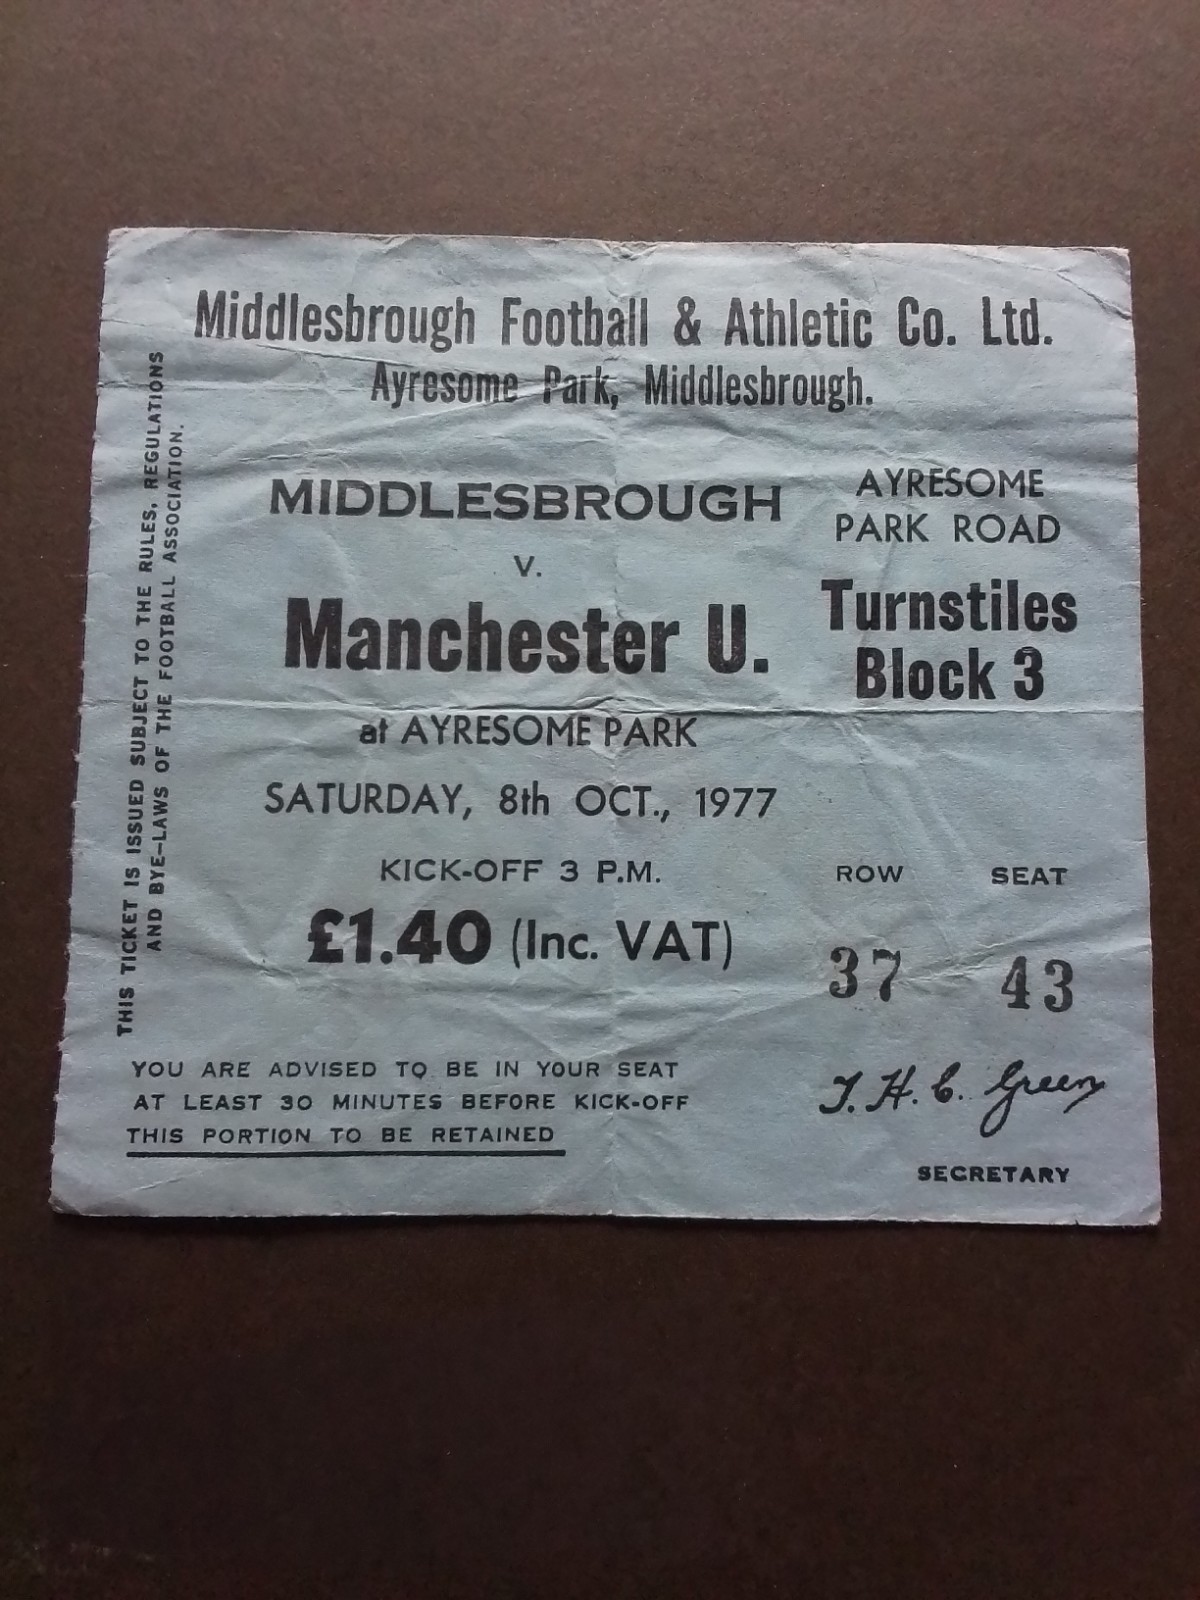 Middlesbrough Football & Athletic Co. Ltd.
Ayresome Park, Middlesbrough.
THIS TICKET IS ISSUED SUBJECT TO THE RULES, REGULATIONS
AND BYE-LAWS OF THE FOOTBALL ASSOCIATION.
MIDDLESBROUGH
V.
Manchester U.
at AYRESOME PARK
SATURDAY, 8th OCT., 1977
KICK-OFF 3 P.M.
£1.40 (Inc. VAT)
AYRESOME
PARK ROAD
Turnstiles
Block 3
ROW SEAT
37 43
YOU ARE ADVISED TO BE IN YOUR SEAT
AT LEAST 30 MINUTES BEFORE KICK-OFF
THIS PORTION TO BE RETAINED
T. H. C. Green
SECRETARY